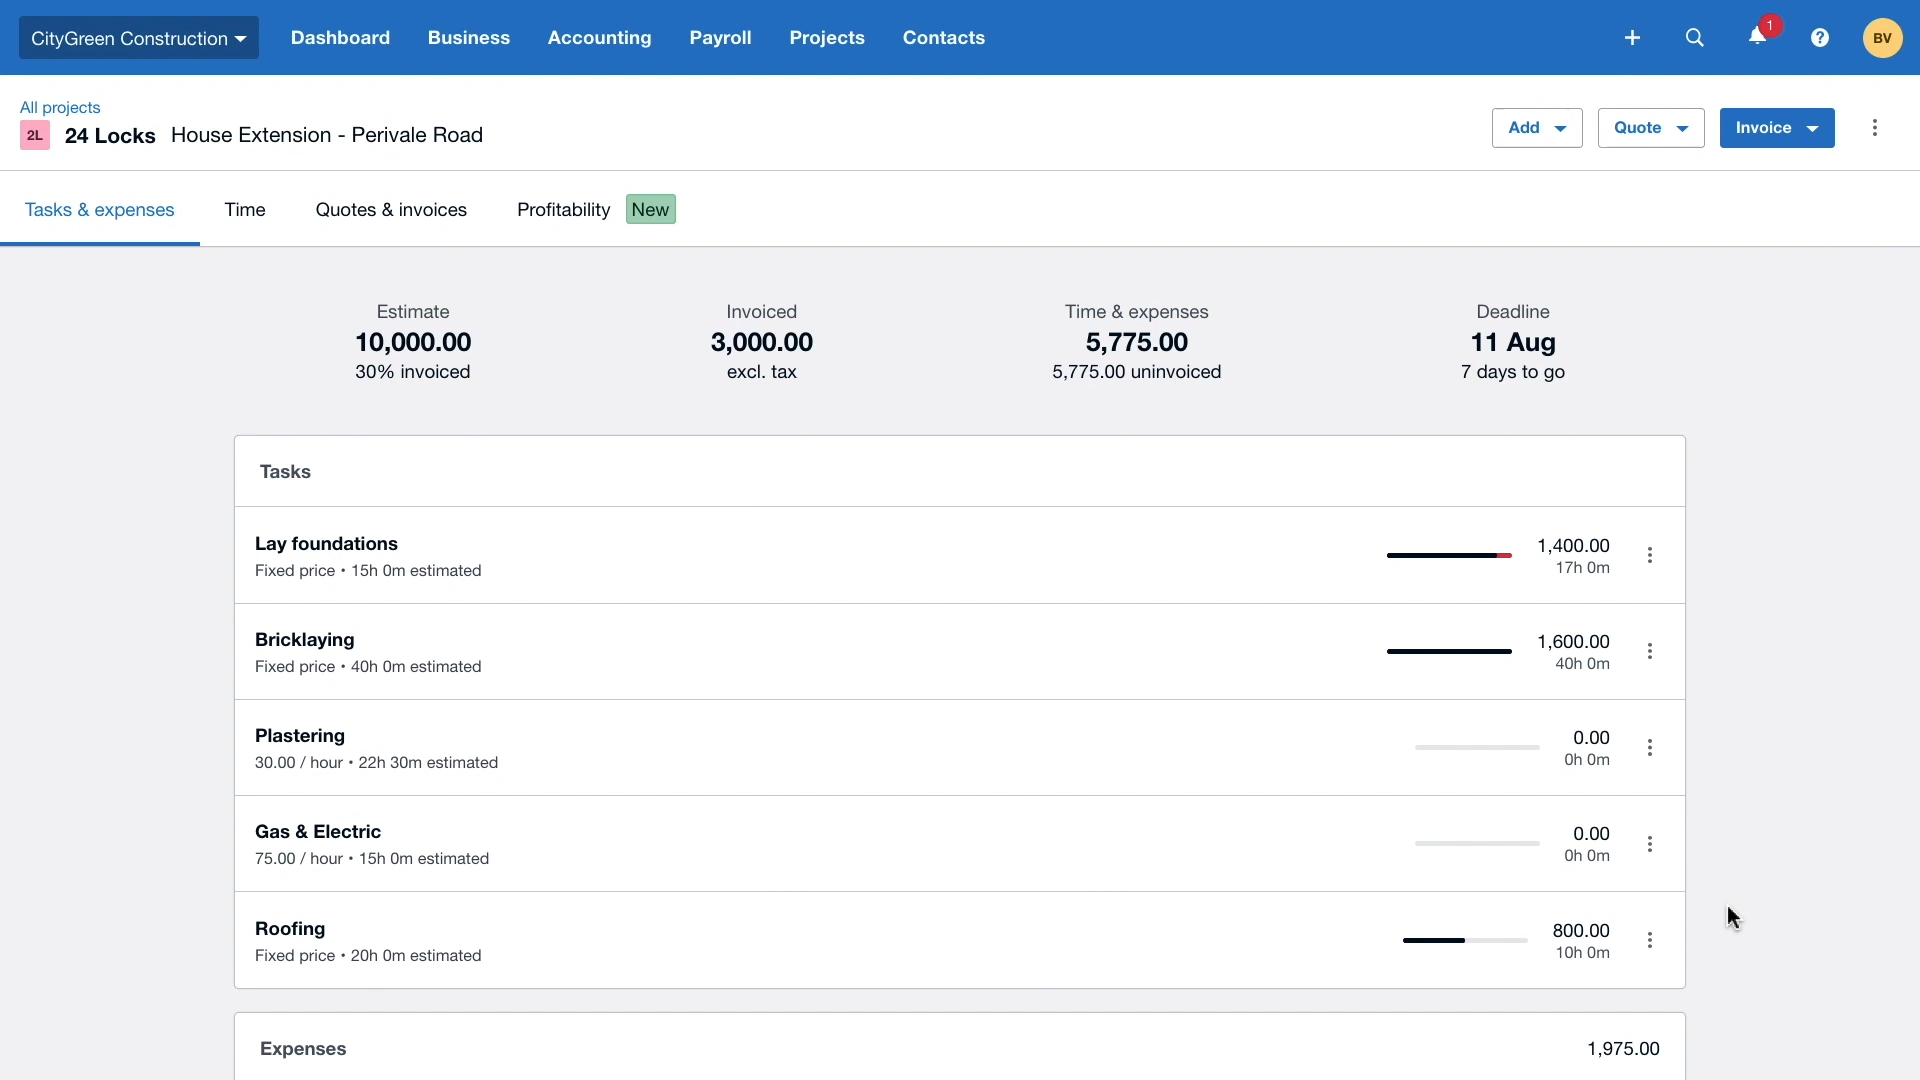 CityGreen Construction
Dashboard
Business
Accounting
Payroll
Projects
Contacts
1
?
BV
All projects
2L
24 Locks House Extension - Perivale Road
Add
Quote
Invoice
Tasks & expenses
Time
Quotes & invoices
Profitability
New
Estimate
10,000.00
30% invoiced
Invoiced
3,000.00
excl. tax
Time & expenses
5,775.00
5,775.00 uninvoiced
Deadline
11 Aug
7 days to go
Tasks
Lay foundations
Fixed price • 15h 0m estimated
1,400.00
17h 0m
Bricklaying
Fixed price • 40h 0m estimated
1,600.00
40h 0m
Plastering
30.00 / hour • 22h 30m estimated
0.00
0h 0m
Gas & Electric
75.00 / hour • 15h 0m estimated
0.00
0h 0m
Roofing
Fixed price • 20h 0m estimated
800.00
10h 0m
Expenses
1,975.00